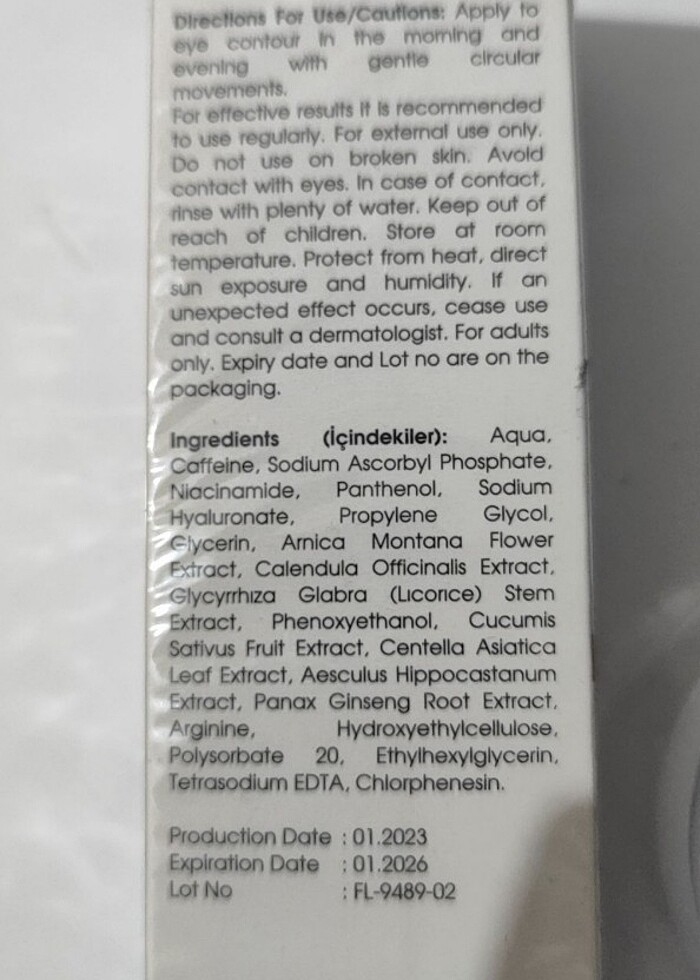 Directions For Use/Cautions: Apply to
eye contour in the morning and
evening with gentle circular
movements.
For effective results it is recommended
to use regularly. For external use only.
Do not use on broken skin. Avoid
contact with eyes. In case of contact,
rinse with plenty of water. Keep out of
reach of children. Store at room
temperature. Protect from heat, direct
sun exposure and humidity. If an
unexpected effect occurs, cease use
and consult a dermatologist. For adults
only. Expiry date and Lot no are on the
packaging.
Ingredients (İçindekiler): Aqua,
Caffeine, Sodium Ascorbyl Phosphate,
Niacinamide, Panthenol, Sodium
Hyaluronate, Propylene Glycol,
Glycerin, Arnica Montana Flower
Extract, Calendula Officinalis Extract,
Glycyrrhiza Glabra (Licorice) Stem
Extract, Phenoxyethanol, Cucumis
Sativus Fruit Extract, Centella Asiatica
Leaf Extract, Aesculus Hippocastanum
Extract, Panax Ginseng Root Extract,
Arginine, Hydroxyethylcellulose,
Polysorbate 20, Ethylhexylglycerin,
Tetrasodium EDTA, Chlorphenesin.
Production Date : 01.2023
Expiration Date : 01.2026
Lot No : FL-9489-02